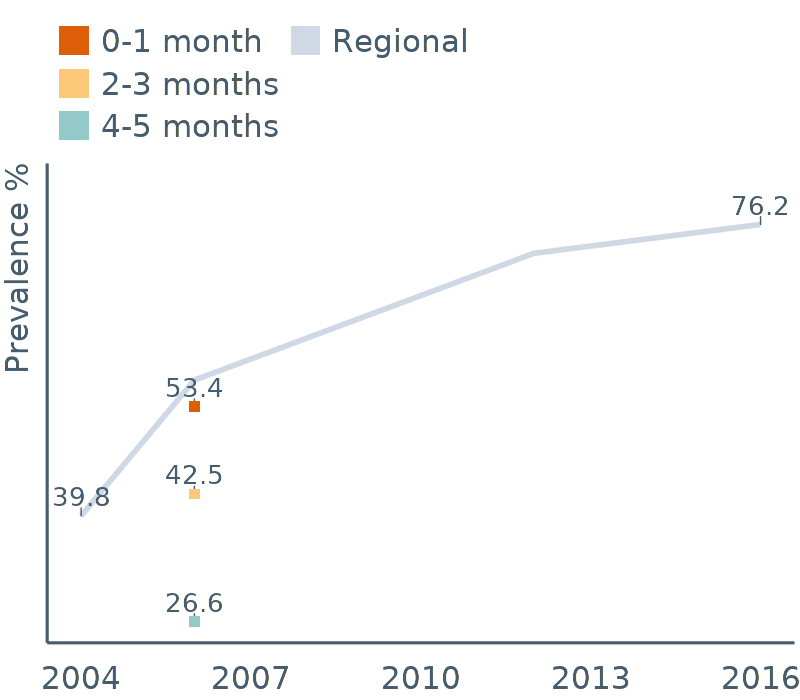 0-1 month
Regional
2-3 months
4-5 months
Prevalence %
76.2
53.4
42.5
39.8
26.6
2004 2007 2010 2013 2016